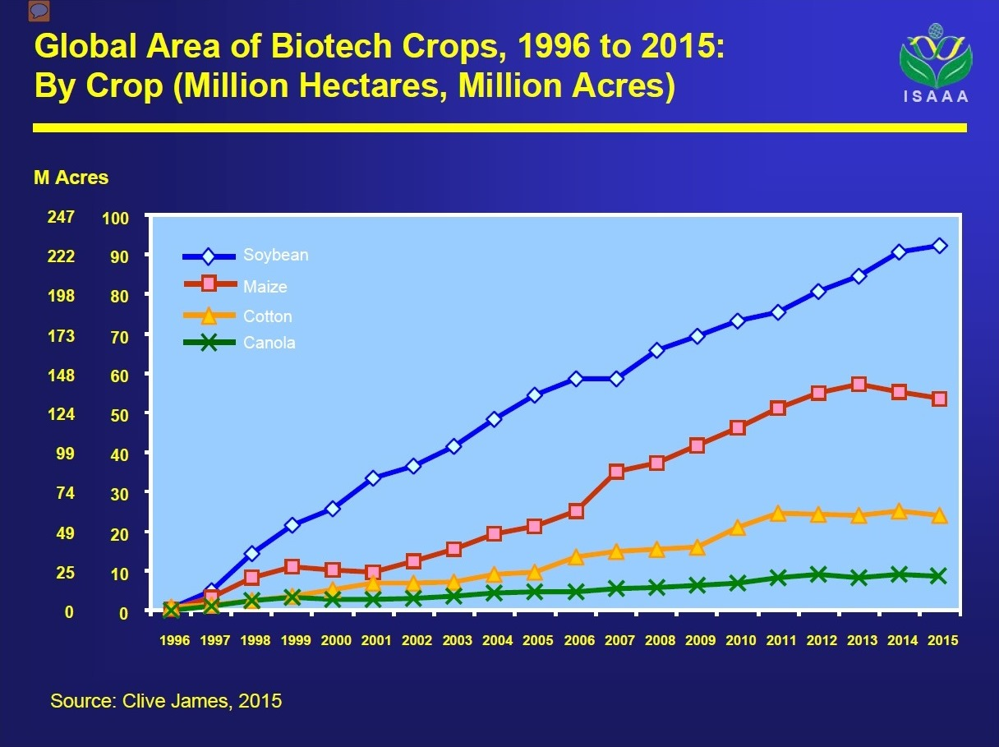 Global Area of Biotech Crops, 1996 to 2015:
By Crop (Million Hectares, Million Acres)
I S A A A
M Acres
247 100
222 90
198 80
173 70
148 60
124 50
99 40
74 30
49 20
25 10
0 0
Soybean
Maize
Cotton
Canola
1996 1997 1998 1999 2000 2001 2002 2003 2004 2005 2006 2007 2008 2009 2010 2011 2012 2013 2014 2015
Source: Clive James, 2015